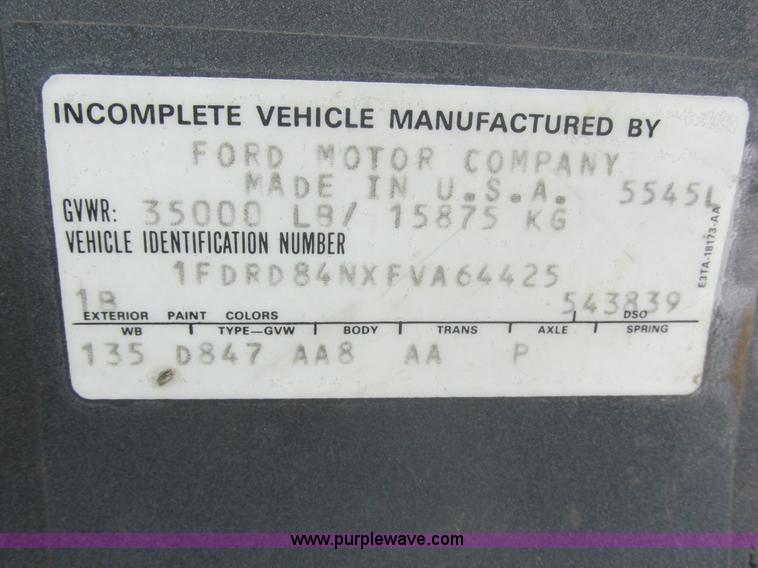 INCOMPLETE VEHICLE MANUFACTURED BY
FORD MOTOR COMPANY
MADE IN U.S.A. 5545L
GVWR: 35000 LB/ 15875 KG
VEHICLE IDENTIFICATION NUMBER
1FDRD84NXFVA64425
1B 543839
EXTERIOR PAINT COLORS DSO
WB TYPE—GVW BODY TRANS AXLE SPRING
135 D847 AA8 AA P
E3TA-18173-AA
www.purplewave.com